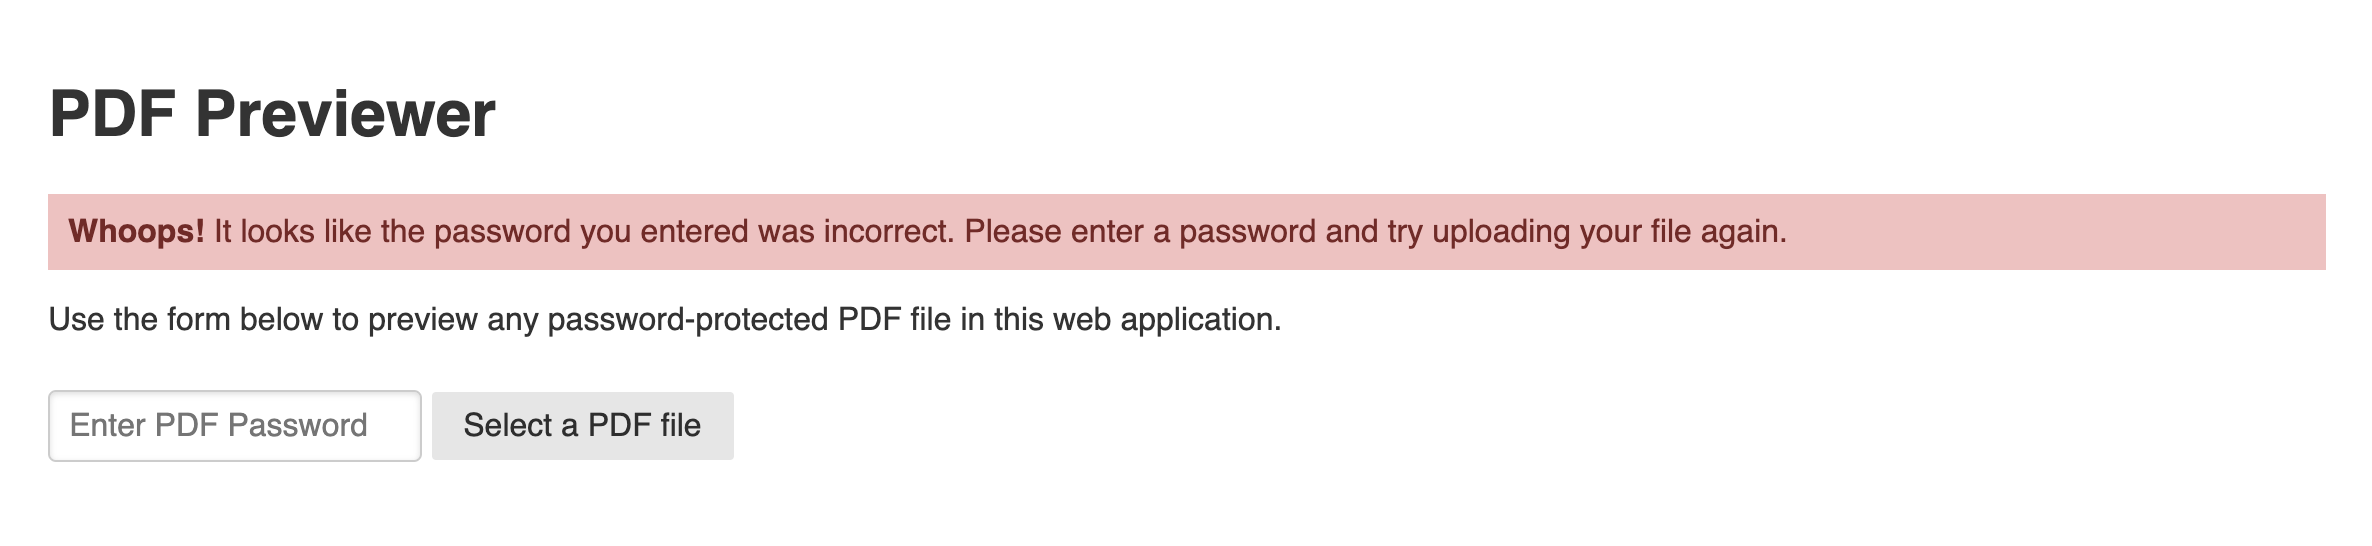 PDF Previewer
Whoops! It looks like the password you entered was incorrect. Please enter a password and try uploading your file again.
Use the form below to preview any password-protected PDF file in this web application.
Enter PDF Password
Select a PDF file